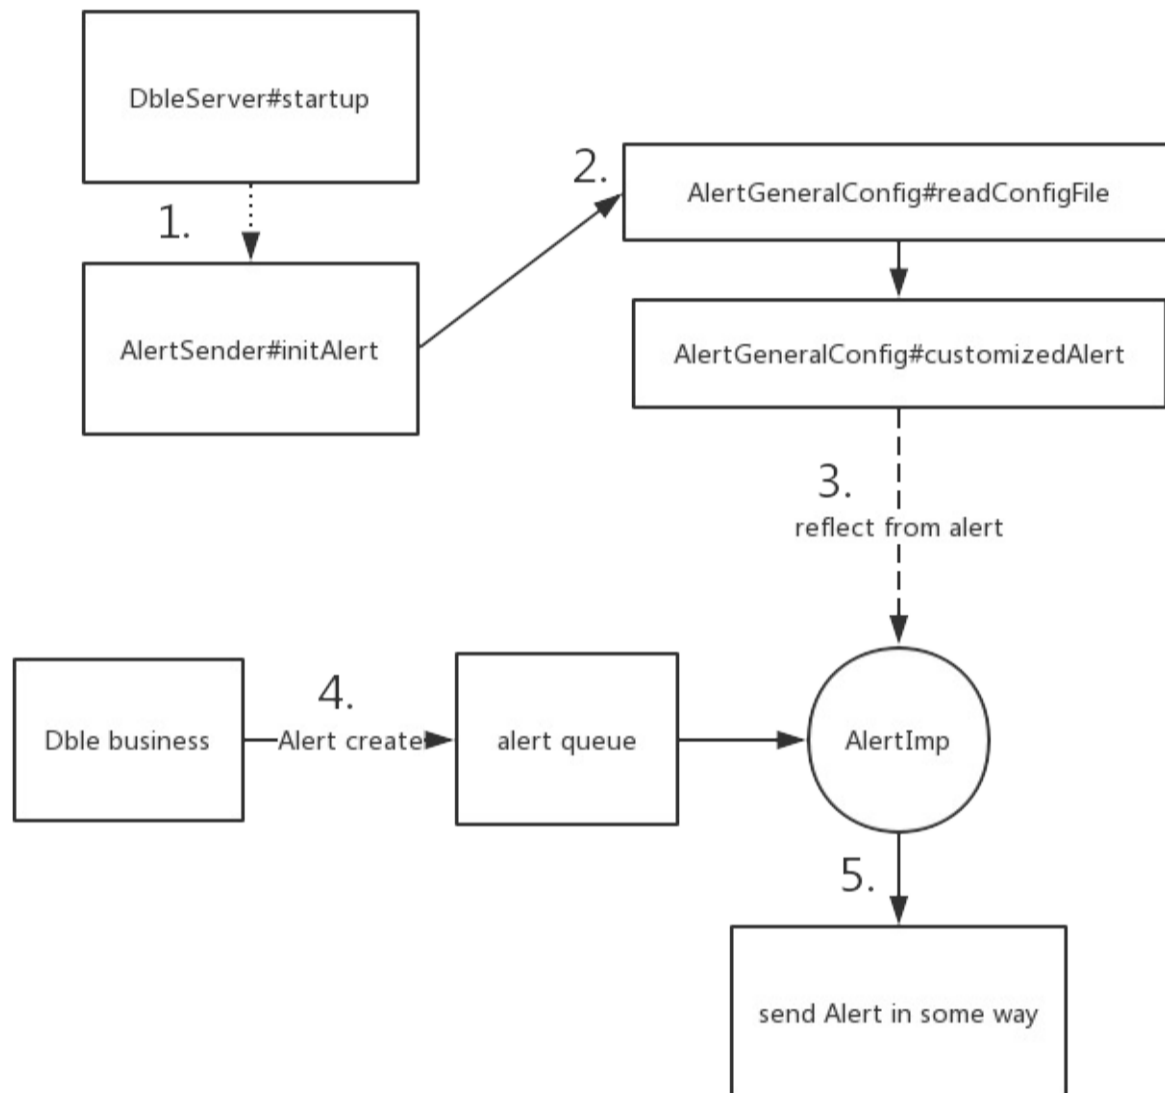 DbleServer#startup
1.
AlertSender#initAlert
2.
AlertGeneralConfig#readConfigFile
AlertGeneralConfig#customizedAlert
3.
reflect from alert
Dble business
4.
Alert create
alert queue
AlertImp
5.
send Alert in some way